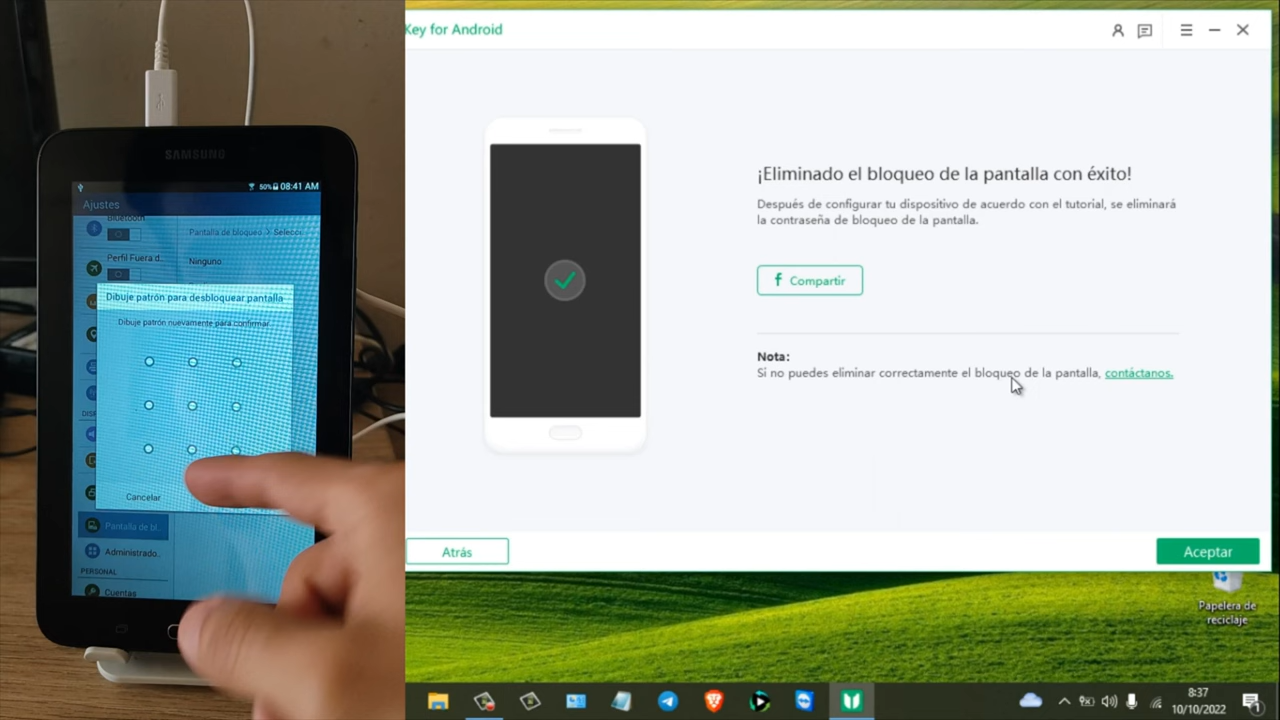 SAMSUNG
50% 08:41 AM
Ajustes
Bluetooth
Pantalla de bloqueo > Selecc
Perfil Fuera d..
Ninguno
Dibuje patrón para desbloquear pantalla
Dibuje patrón nuevamente para confirmar.
Cancelar
Pantalla de bl..
Administrado..
PERSONAL
Cuentas
Key for Android
¡Eliminado el bloqueo de la pantalla con éxito!
Después de configurar tu dispositivo de acuerdo con el tutorial, se eliminará
la contraseña de bloqueo de la pantalla.
f Compartir
Nota:
Si no puedes eliminar correctamente el bloqueo de la pantalla, contáctanos.
Atrás
Aceptar
Papelera de
reciclaje
8:37
10/10/2022
1